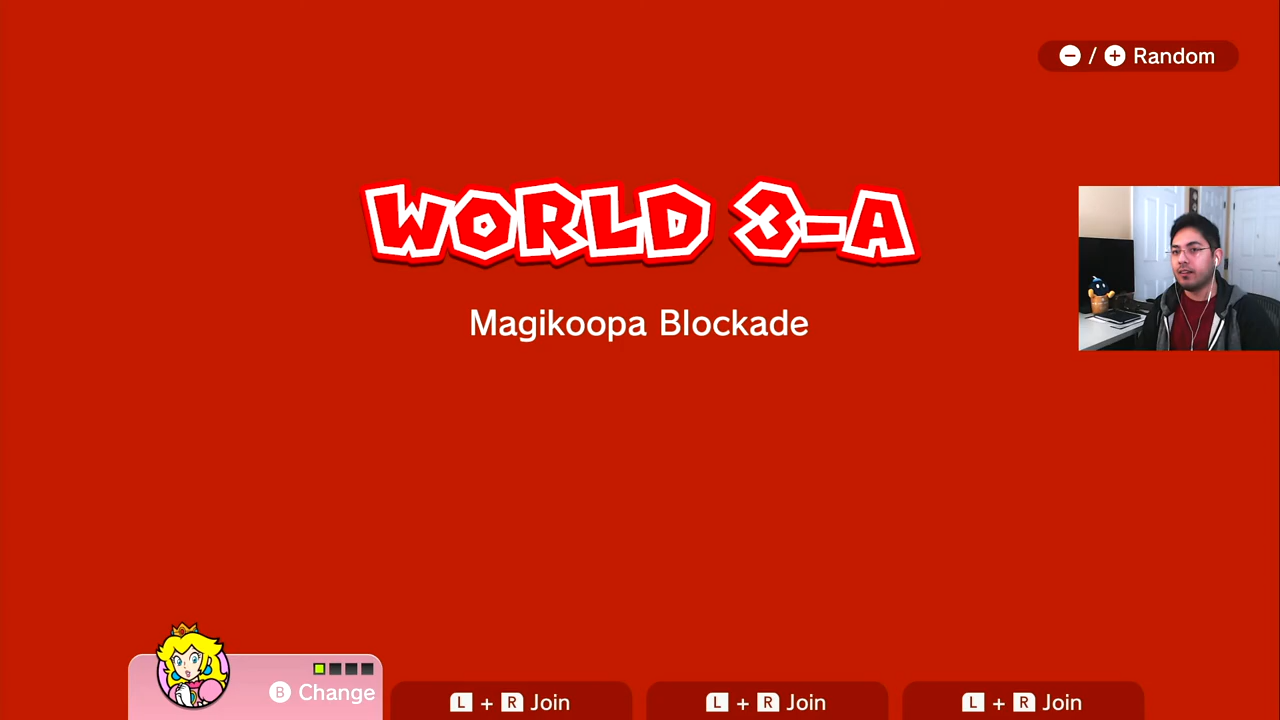 - / + Random
WORLD 3-A
Magikoopa Blockade
B Change
L + R Join
L + R Join
L + R Join